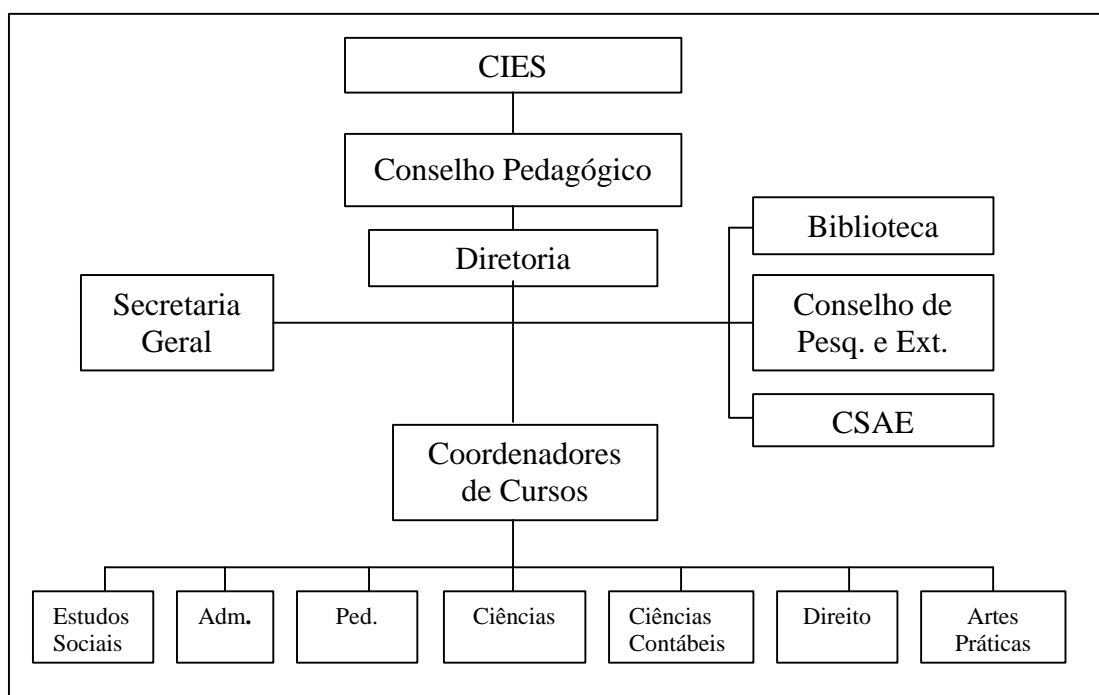 CIES
Conselho Pedagógico
Diretoria
Biblioteca
Secretaria
Geral
Conselho de
Pesq. e Ext.
CSAE
Coordenadores
de Cursos
Estudos
Sociais
Adm.
Ped.
Ciências
Ciências
Contábeis
Direito
Artes
Práticas